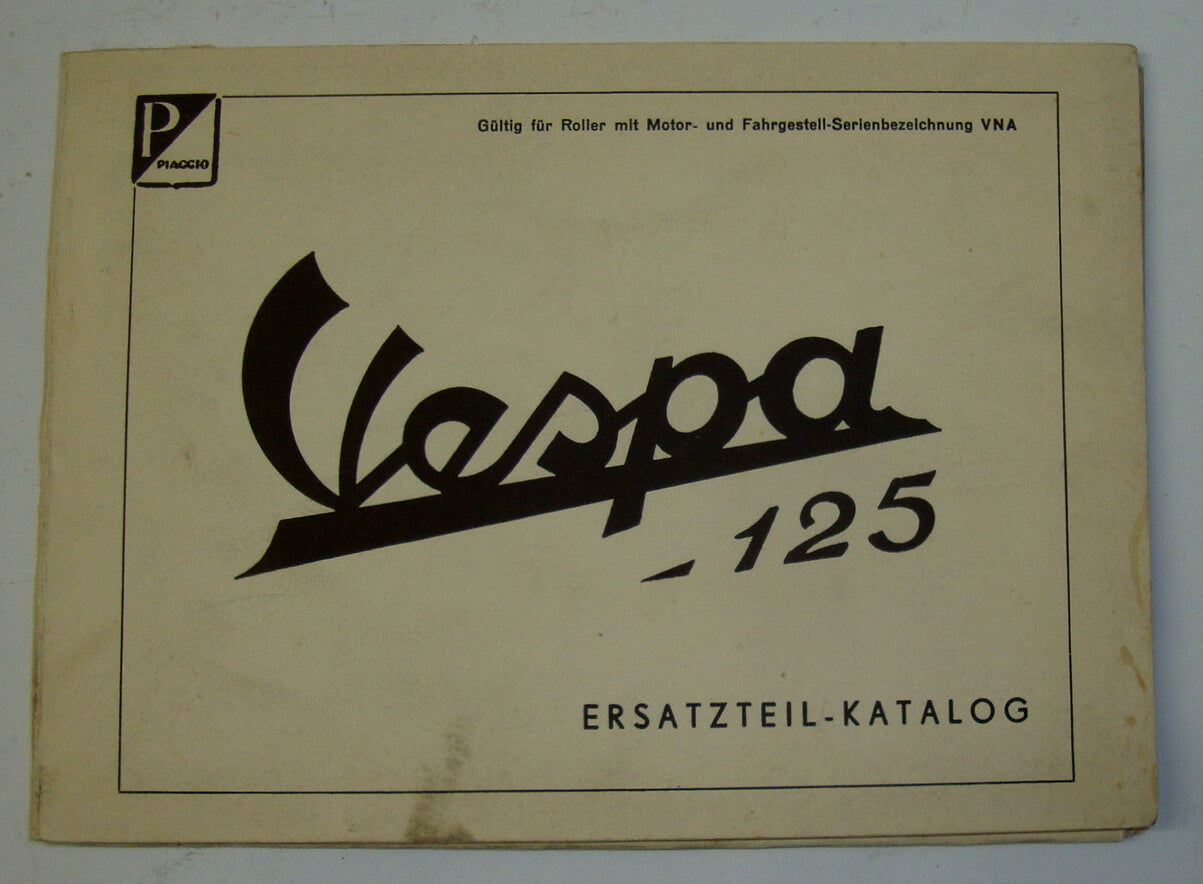 P
PIAGGIO
Gültig für Roller mit Motor- und Fahrgestell-Serienbezeichnung VNA
Vespa
125
ERSATZTEIL-KATALOG